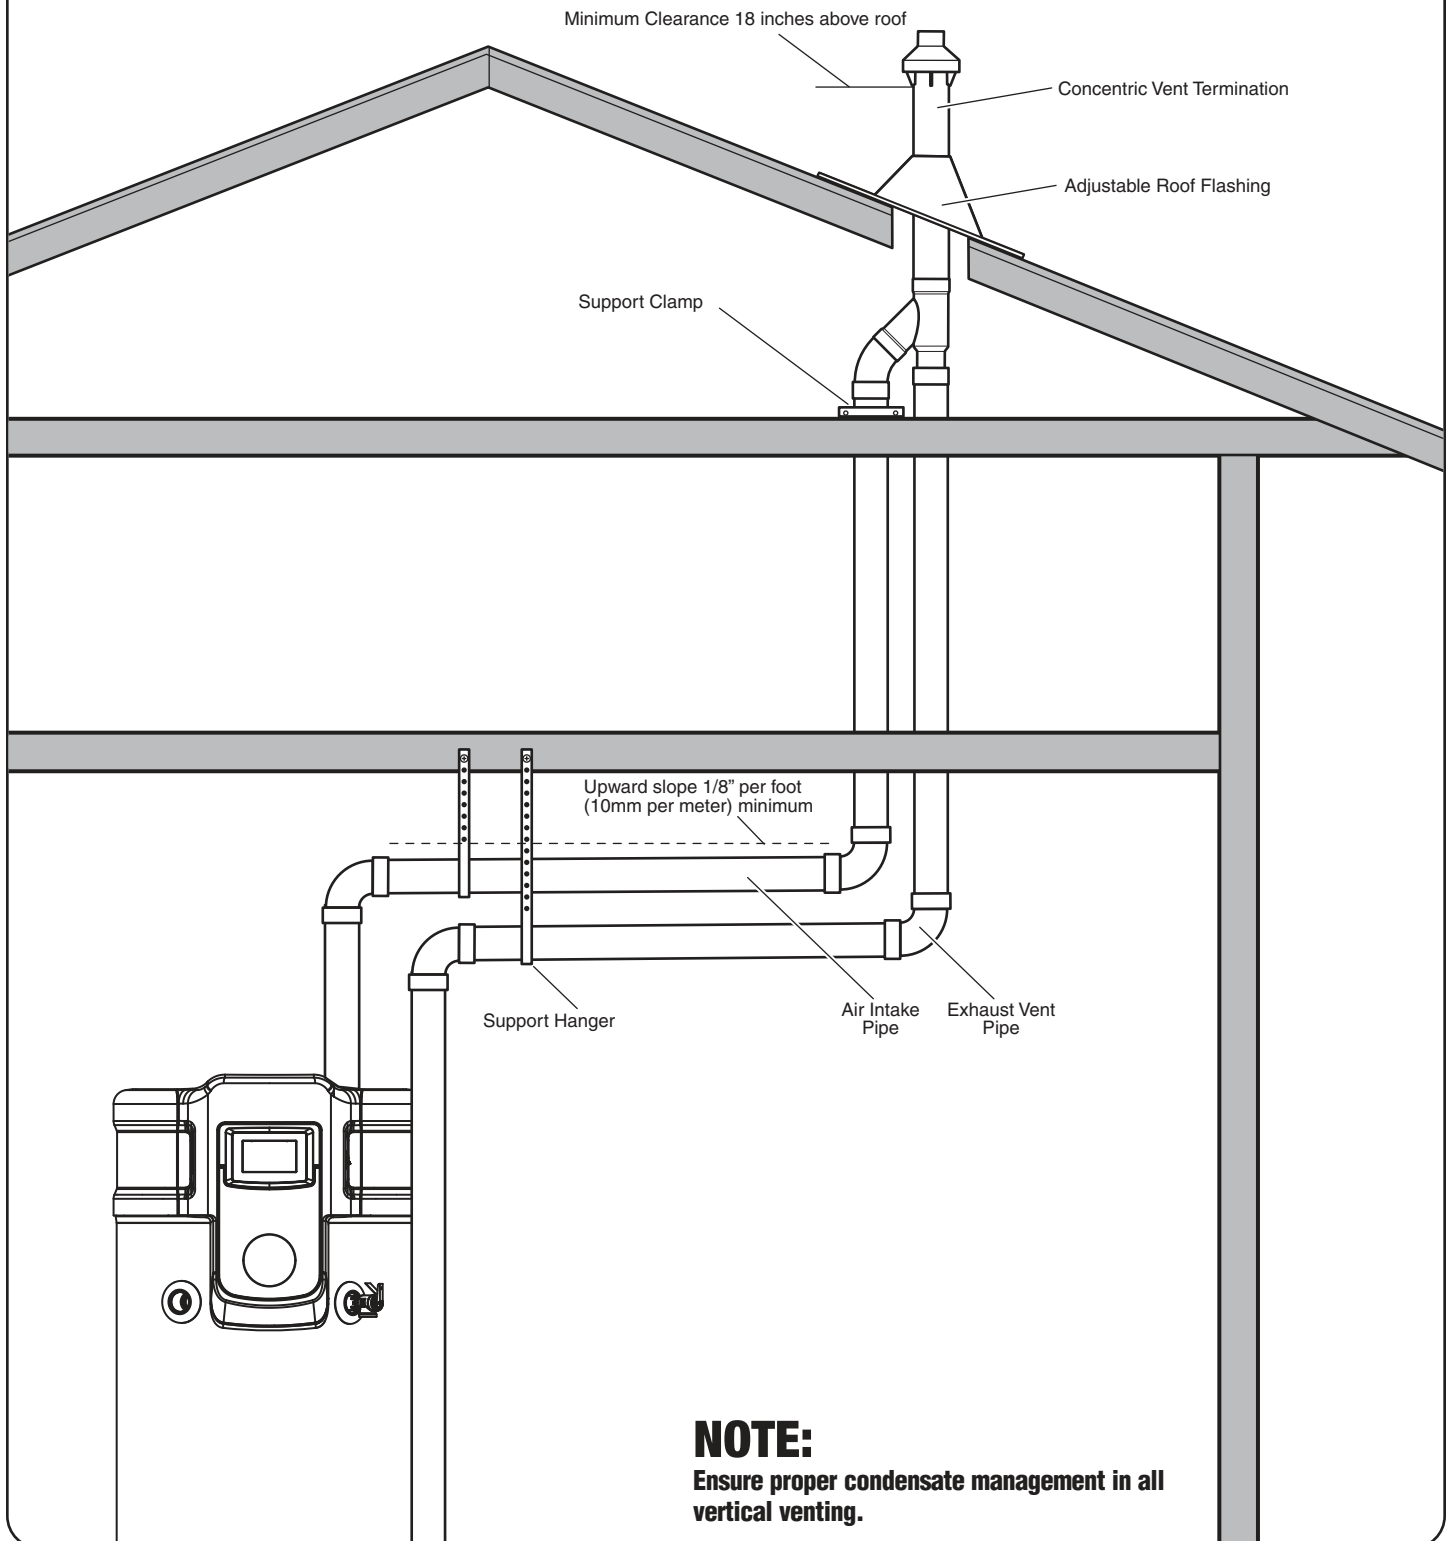 Minimum Clearance 18 inches above roof
Concentric Vent Termination
Adjustable Roof Flashing
Support Clamp
Upward slope 1/8” per foot
(10mm per meter) minimum
Support Hanger
Air Intake
Pipe
Exhaust Vent
Pipe
NOTE:
Ensure proper condensate management in all
vertical venting.